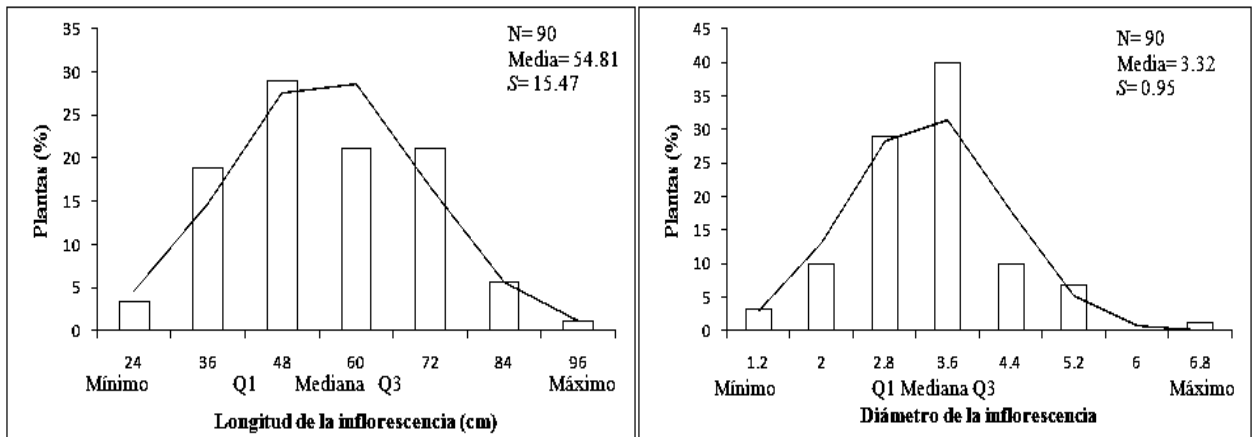 35
30
25
20
15
10
5
0
Plantas (%)
N= 90
Media= 54.81
S= 15.47
24 36 48 60 72 84 96
Mínimo Q1 Mediana Q3 Máximo
Longitud de la inflorescencia (cm)
45
40
35
30
25
20
15
10
5
0
Plantas (%)
N= 90
Media= 3.32
S= 0.95
1.2 2 2.8 3.6 4.4 5.2 6 6.8
Mínimo Q1 Mediana Q3 Máximo
Diámetro de la inflorescencia